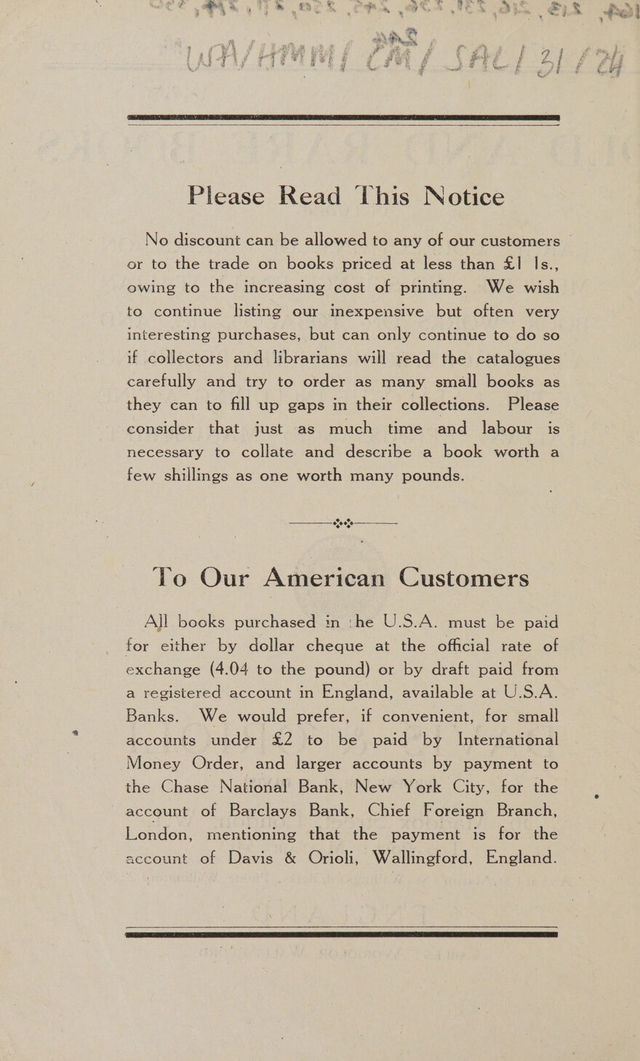 WA/HMM/CM/SAL/31/24
Please Read This Notice
No discount can be allowed to any of our customers
or to the trade on books priced at less than £1 1s.,
owing to the increasing cost of printing. We wish
to continue listing our inexpensive but often very
interesting purchases, but can only continue to do so
if collectors and librarians will read the catalogues
carefully and try to order as many small books as
they can to fill up gaps in their collections. Please
consider that just as much time and labour is
necessary to collate and describe a book worth a
few shillings as one worth many pounds.
To Our American Customers
All books purchased in the U.S.A. must be paid
for either by dollar cheque at the official rate of
exchange (4.04 to the pound) or by draft paid from
a registered account in England, available at U.S.A.
Banks. We would prefer, if convenient, for small
accounts under £2 to be paid by International
Money Order, and larger accounts by payment to
the Chase National Bank, New York City, for the
account of Barclays Bank, Chief Foreign Branch,
London, mentioning that the payment is for the
account of Davis & Orioli, Wallingford, England.